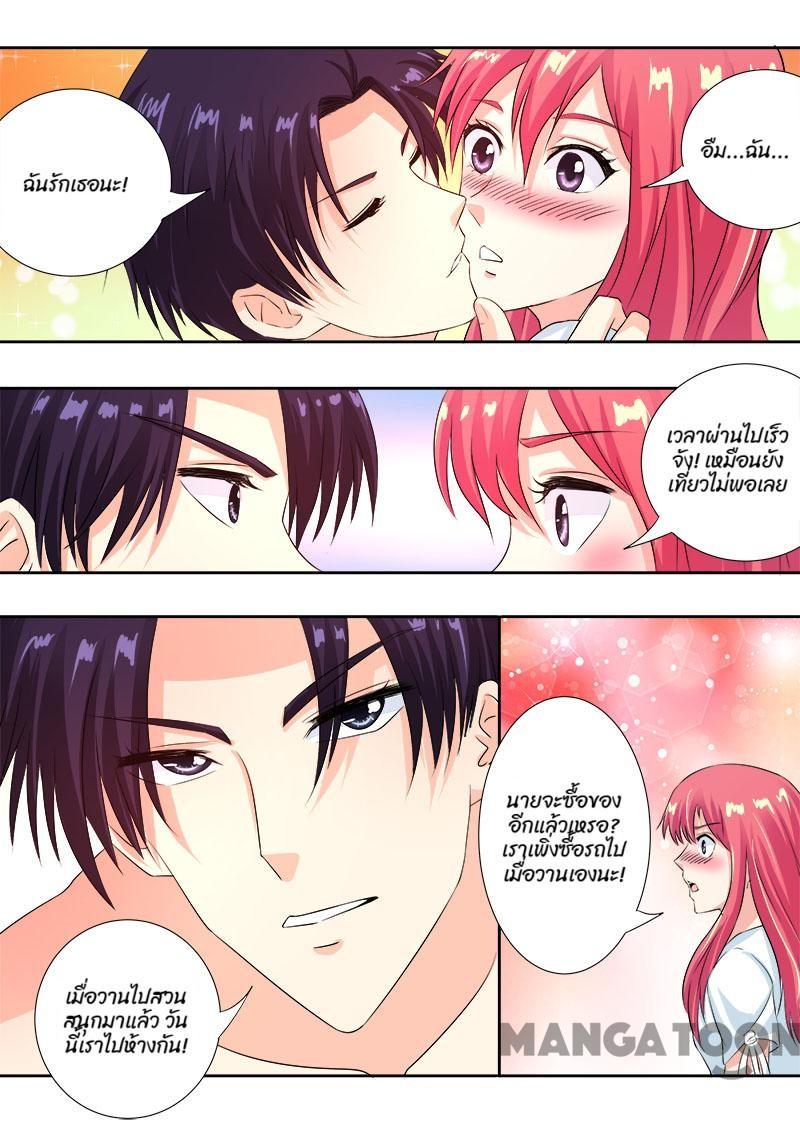 ฉันรักเธอนะ!
อืม...ฉัน...
เวลาผ่านไปเร็ว
จัง! เหมือนยัง
เที่ยวไม่พอเลย
เมื่อวานไปสวน
สนุกมาแล้ว วัน
นี้เราไปห้างกัน!
นายจะซื้อของ
อีกแล้วเหรอ?
เราเพิ่งซื้อรถไป
เมื่อวานเองนะ!
MANGATOON